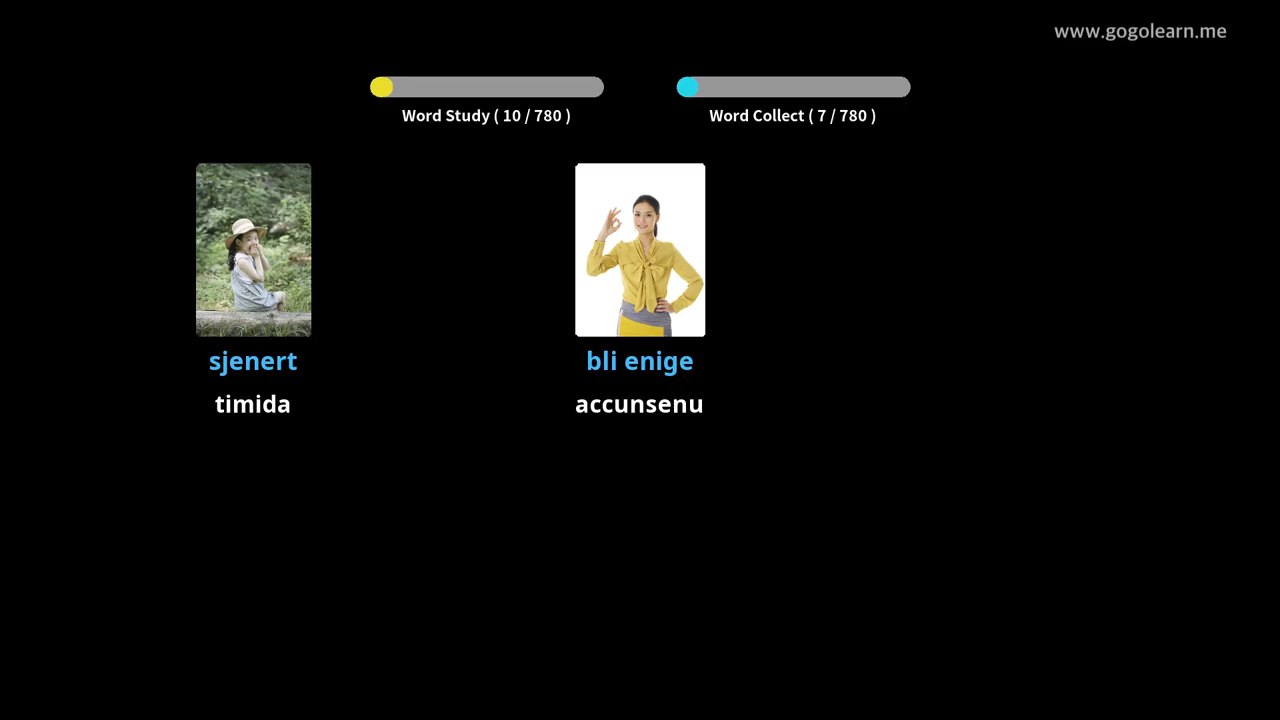 www.gogolearn.me
Word Study ( 10 / 780 )
Word Collect ( 7 / 780 )
sjenert
timida
bli enige
accunsenu